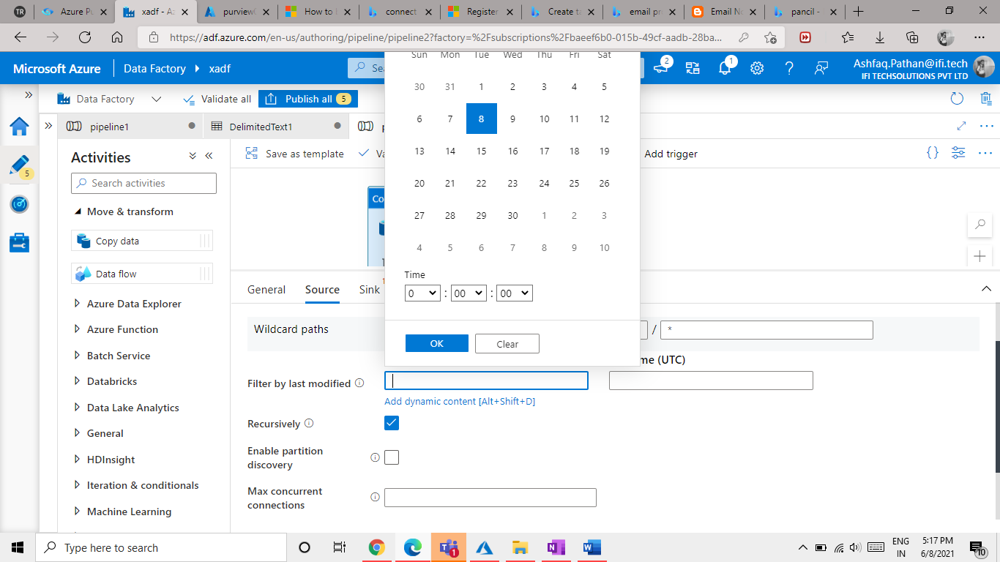 TR
Azure Pu
xadf - Az
purview
How to
connect
Register
Create ta
email pr
Email No
pancil -
https://adf.azure.com/en-us/authoring/pipeline/pipeline2?factory=%2Fsubscriptions%2Fbaeef6b0-015b-49cf-aadb-28ba...
Microsoft Azure
Data Factory
xadf
Se
2
1
Ashfaq.Pathan@ifi.tech
IFI TECHSOLUTIONS PVT LTD
Data Factory
Validate all
Publish all
5
pipeline1
DelimitedText1
Activities
Save as template
Va
Add trigger
5
Search activities
Move & transform
Copy data
Data flow
Azure Data Explorer
Azure Function
Batch Service
Databricks
Data Lake Analytics
General
HDInsight
Iteration & conditionals
Machine Learning
Co
Sun Mon Tue Wed Thu Fri Sat
30 31 1 2 3 4 5
6 7 8 9 10 11 12
13 14 15 16 17 18 19
20 21 22 23 24 25 26
27 28 29 30 1 2 3
4 5 6 7 8 9 10
Time
0 : 00 : 00
OK
Clear
General
Source
Sink
Wildcard paths
/ *
me (UTC)
Filter by last modified
Add dynamic content [Alt+Shift+D]
Recursively
Enable partition
discovery
Max concurrent
connections
Type here to search
1
ENG
IN
5:17 PM
6/8/2021
10